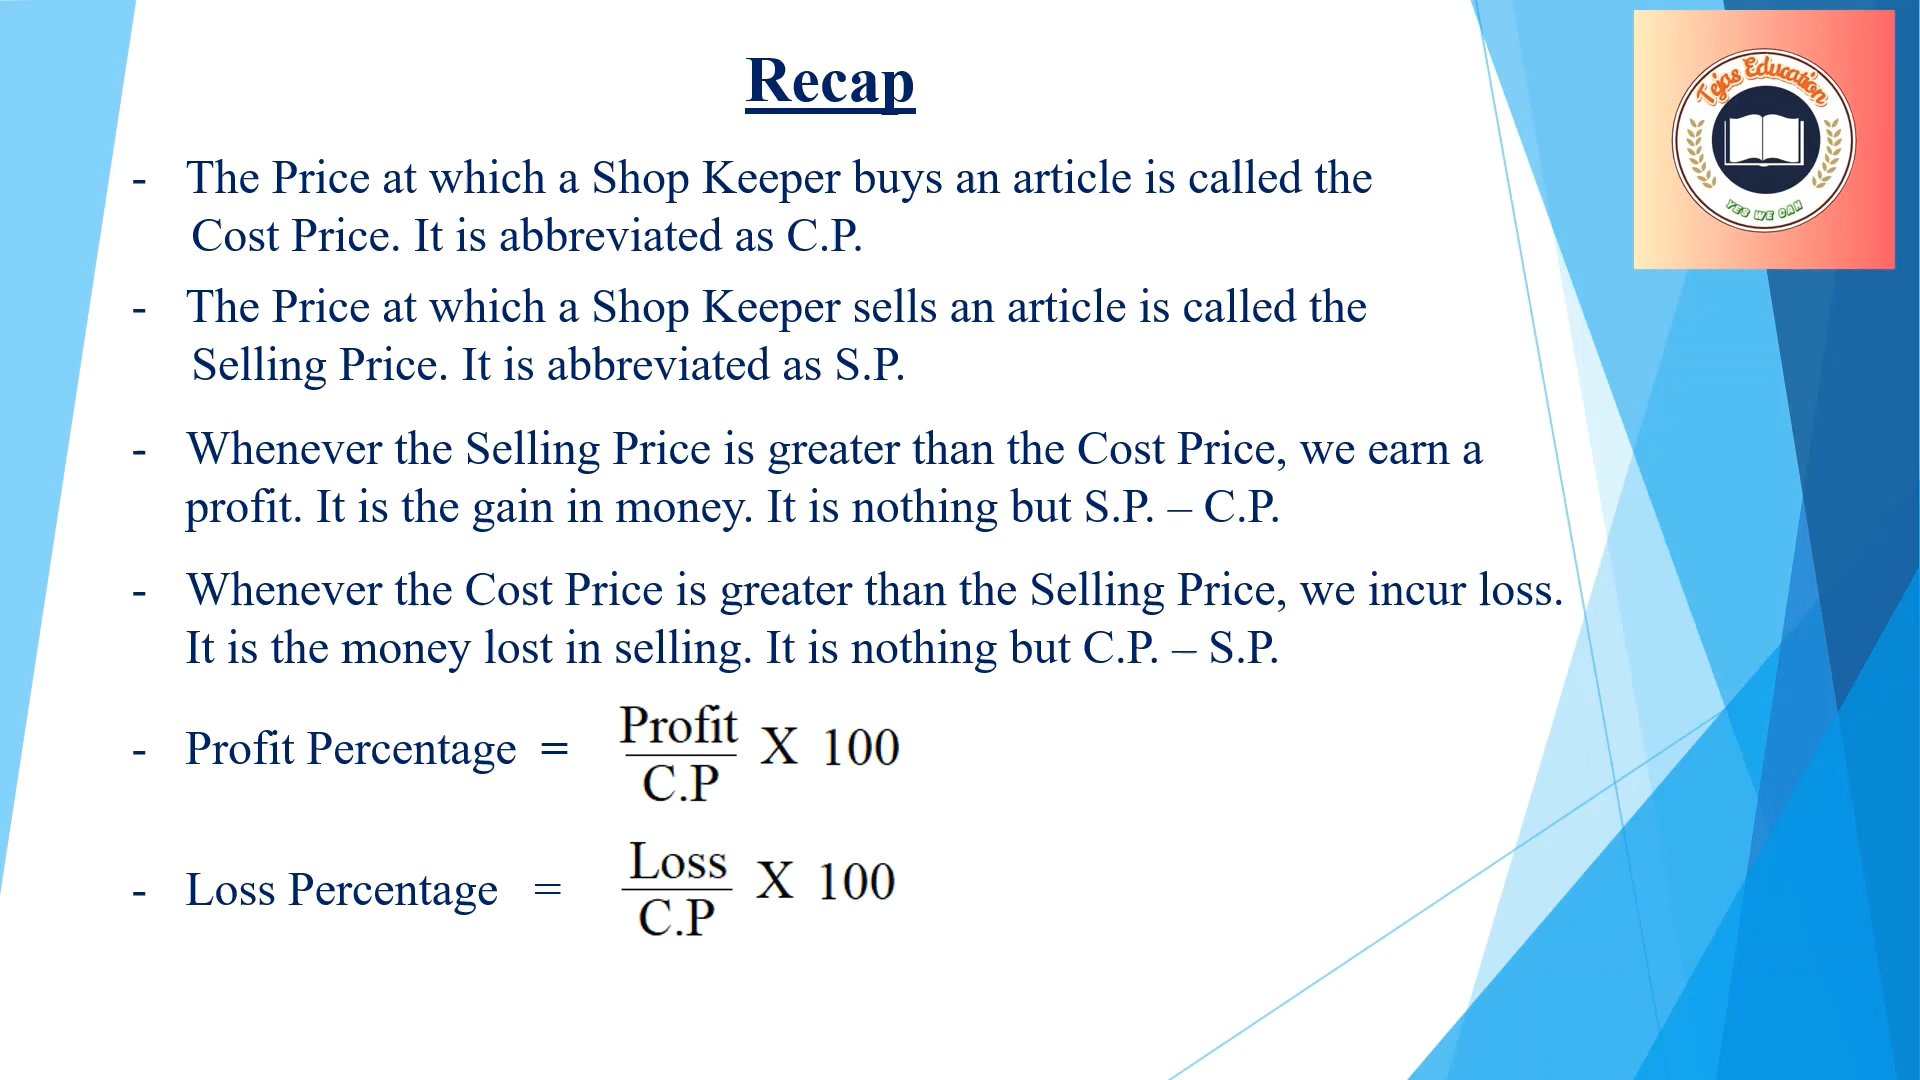 Recap
Tejas Education
YES WE CAN
- The Price at which a Shop Keeper buys an article is called the
Cost Price. It is abbreviated as C.P.
- The Price at which a Shop Keeper sells an article is called the
Selling Price. It is abbreviated as S.P.
- Whenever the Selling Price is greater than the Cost Price, we earn a
profit. It is the gain in money. It is nothing but S.P. – C.P.
- Whenever the Cost Price is greater than the Selling Price, we incur loss.
It is the money lost in selling. It is nothing but C.P. – S.P.
- Profit Percentage = Profit/C.P X 100
- Loss Percentage = Loss/C.P X 100